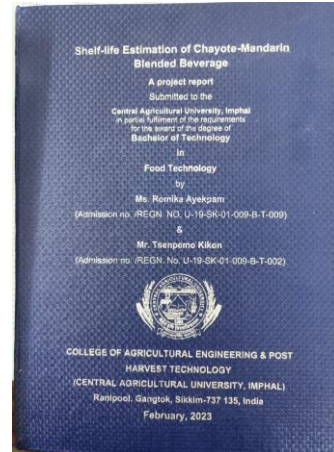 Shelf-life Estimation of Chayote-Mandarin
Blended Beverage
A project report
Submitted to the
Central Agricultural University, Imphal
in partial fulfilment of the requirements
for the award of the degree of
Bachelor of Technology
in
Food Technology
by
Ms. Romika Ayekpam
(Admission no. /REGN. NO. U-19-SK-01-009-B-T-009)
&
Mr. Tsenpemo Kikon
(Admission no. /REGN. No. U-19-SK-01-009-B-T-002)
COLLEGE OF AGRICULTURAL ENGINEERING & POST
HARVEST TECHNOLOGY
(CENTRAL AGRICULTURAL UNIVERSITY, IMPHAL)
Ranipool, Gangtok, Sikkim-737 135, India
February, 2023